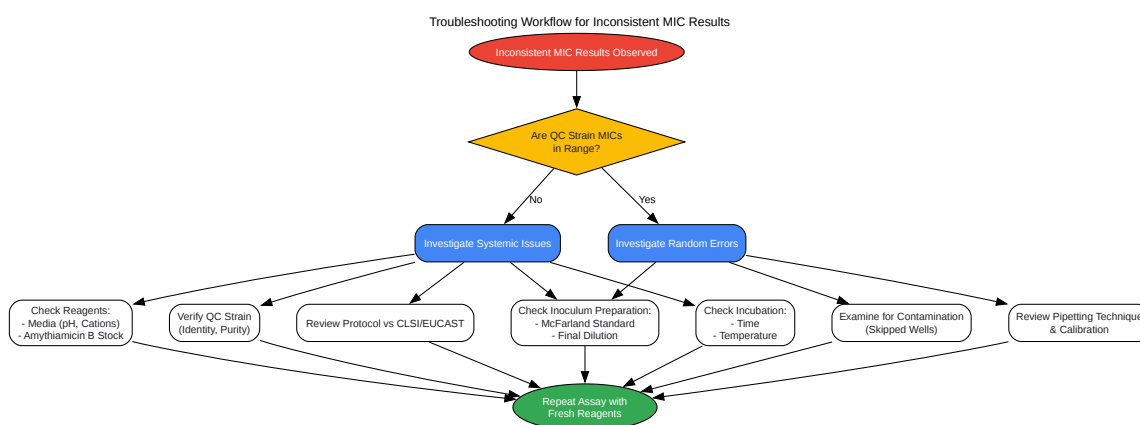 Troubleshooting Workflow for Inconsistent MIC Results
Inconsistent MIC Results Observed
Are QC Strain MICs
in Range?
No
Yes
Investigate Systemic Issues
Investigate Random Errors
Check Reagents:
- Media (pH, Cations)
- Amythiamicin B Stock
Verify QC Strain
(Identity, Purity)
Review Protocol vs CLSI/EUCAST
Check Inoculum Preparation:
- McFarland Standard
- Final Dilution
Check Incubation:
- Time
- Temperature
Examine for Contamination
(Skipped Wells)
Review Pipetting Technique
& Calibration
Repeat Assay with
Fresh Reagents